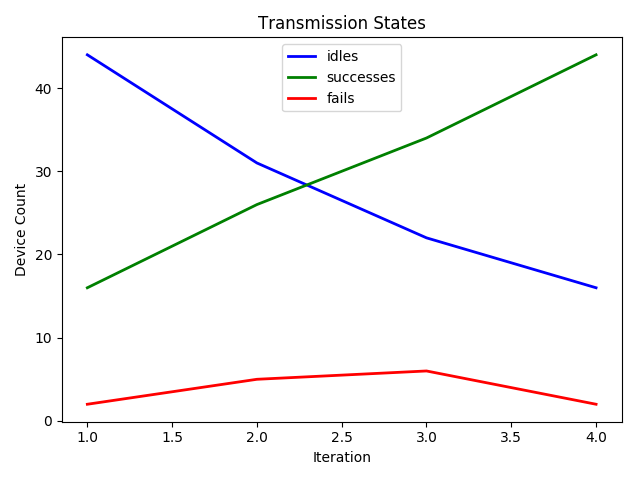 Transmission States
idles
successes
fails
Device Count
40
30
20
10
0
1.0 1.5 2.0 2.5 3.0 3.5 4.0
Iteration